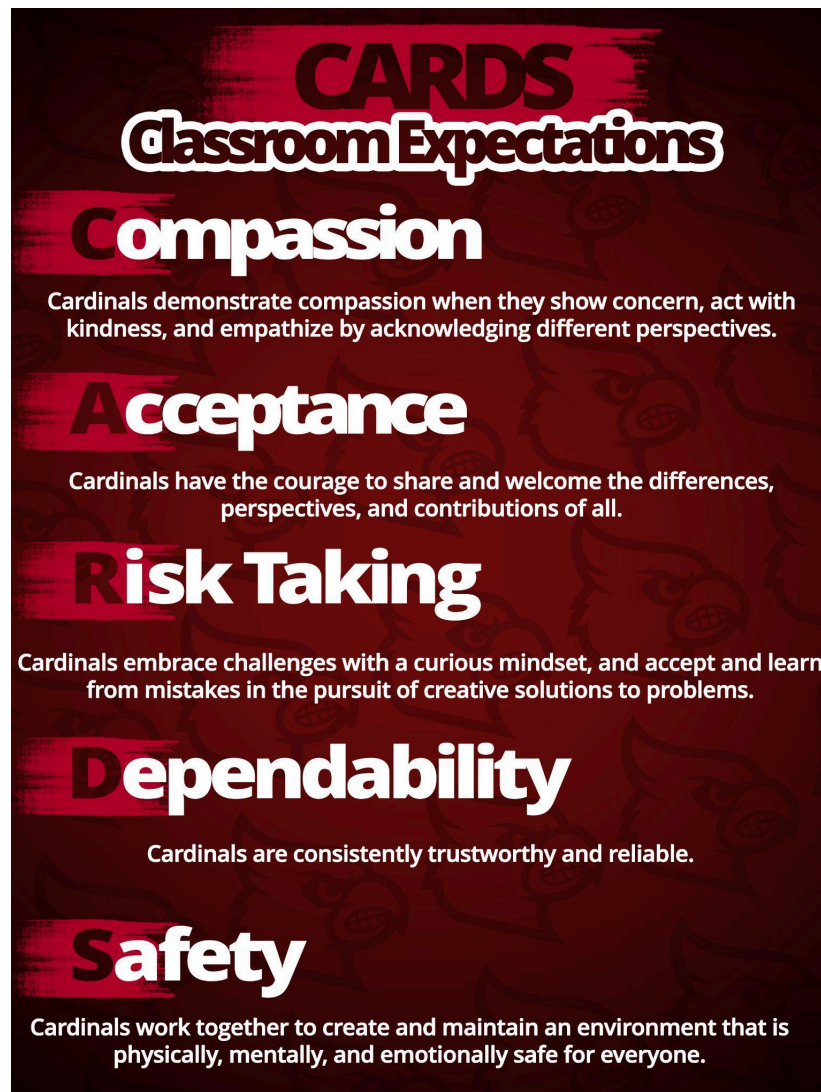 CARDS
Classroom Expectations
Compassion
Cardinals demonstrate compassion when they show concern, act with
kindness, and empathize by acknowledging different perspectives.
Acceptance
Cardinals have the courage to share and welcome the differences,
perspectives, and contributions of all.
Risk Taking
Cardinals embrace challenges with a curious mindset, and accept and learn
from mistakes in the pursuit of creative solutions to problems.
Dependability
Cardinals are consistently trustworthy and reliable.
Safety
Cardinals work together to create and maintain an environment that is
physically, mentally, and emotionally safe for everyone.